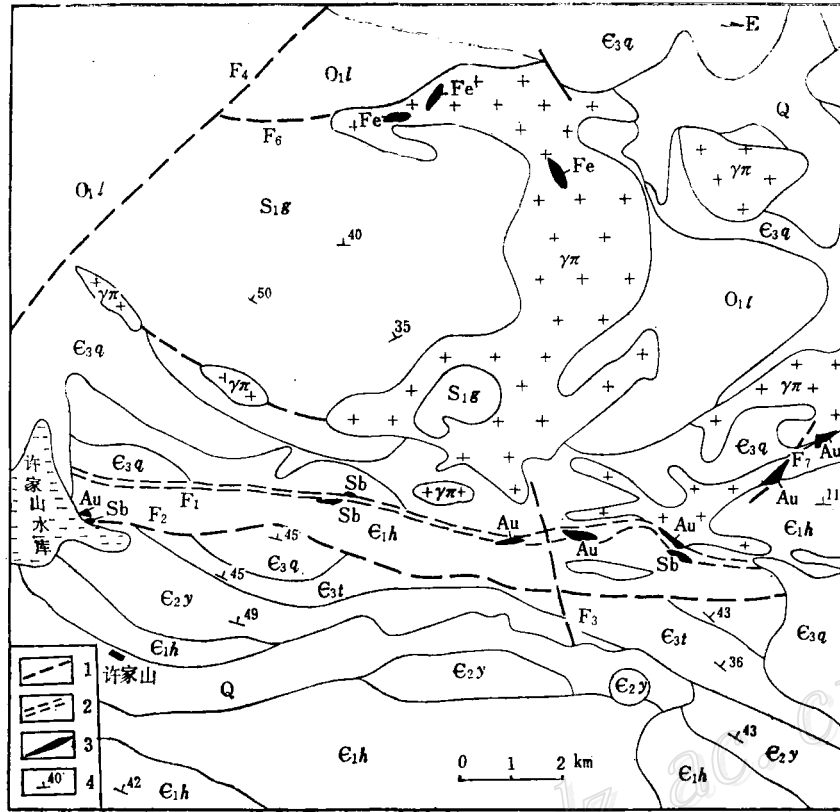 Є₃q
E
F₄
O₁l
Q
Fe
Fe
F₆
Fe
γπ
O₁l
S₁g
Є₃q
40
γπ
50
O₁l
γπ
35
Є₃q
γπ
S₁g
γπ
Є₃q
Є₃q
Au
F₇
许家山水库
Au
Sb
F₁
Sb
γπ
Au
11
Au
Sb
F₂
Є₁h
Au
Au
Є₁h
45
Au
Sb
Є₃q
45
Є₃t
Є₂y
43
49
F₃
Є₃t
Є₃q
Є₁h
36
许家山
1
Q
Є₂y
Є₂y
2
43
3
Є₁h
Є₂y
40
4
42
Є₁h
0 1 2 km
Є₁h